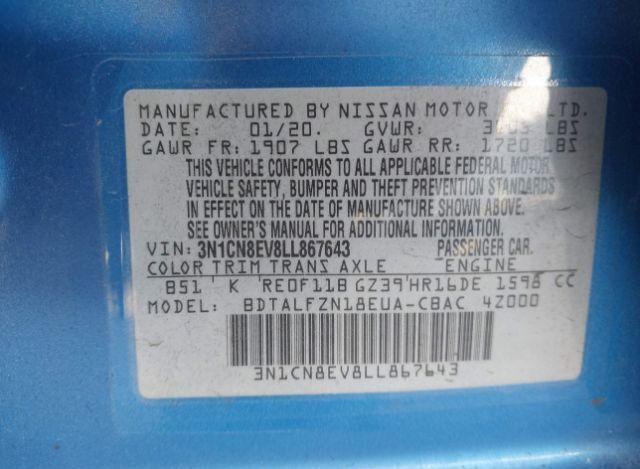 MANUFACTURED BY NISSAN MOTOR LTD.
DATE: 01/20. GVWR: LBS
GAWR FR: 1907 LBS GAWR RR: 1720 LBS
THIS VEHICLE CONFORMS TO ALL APPLICABLE FEDERAL MOTOR
VEHICLE SAFETY, BUMPER AND THEFT PREVENTION STANDARDS
IN EFFECT ON THE DATE OF MANUFACTURE SHOWN ABOVE.
SEE OWNER'S MANUAL FOR ADDITIONAL INFORMATION.
VIN: 3N1CN8EV8LL867643 PASSENGER CAR.
COLOR TRIM TRANS AXLE ENGINE
B51 K RE0F11B GZ39 HR16DE 1598 CC
MODEL: BDTALFZN18EUA-CBAC 4Z000
3N1CN8EV8LL867643